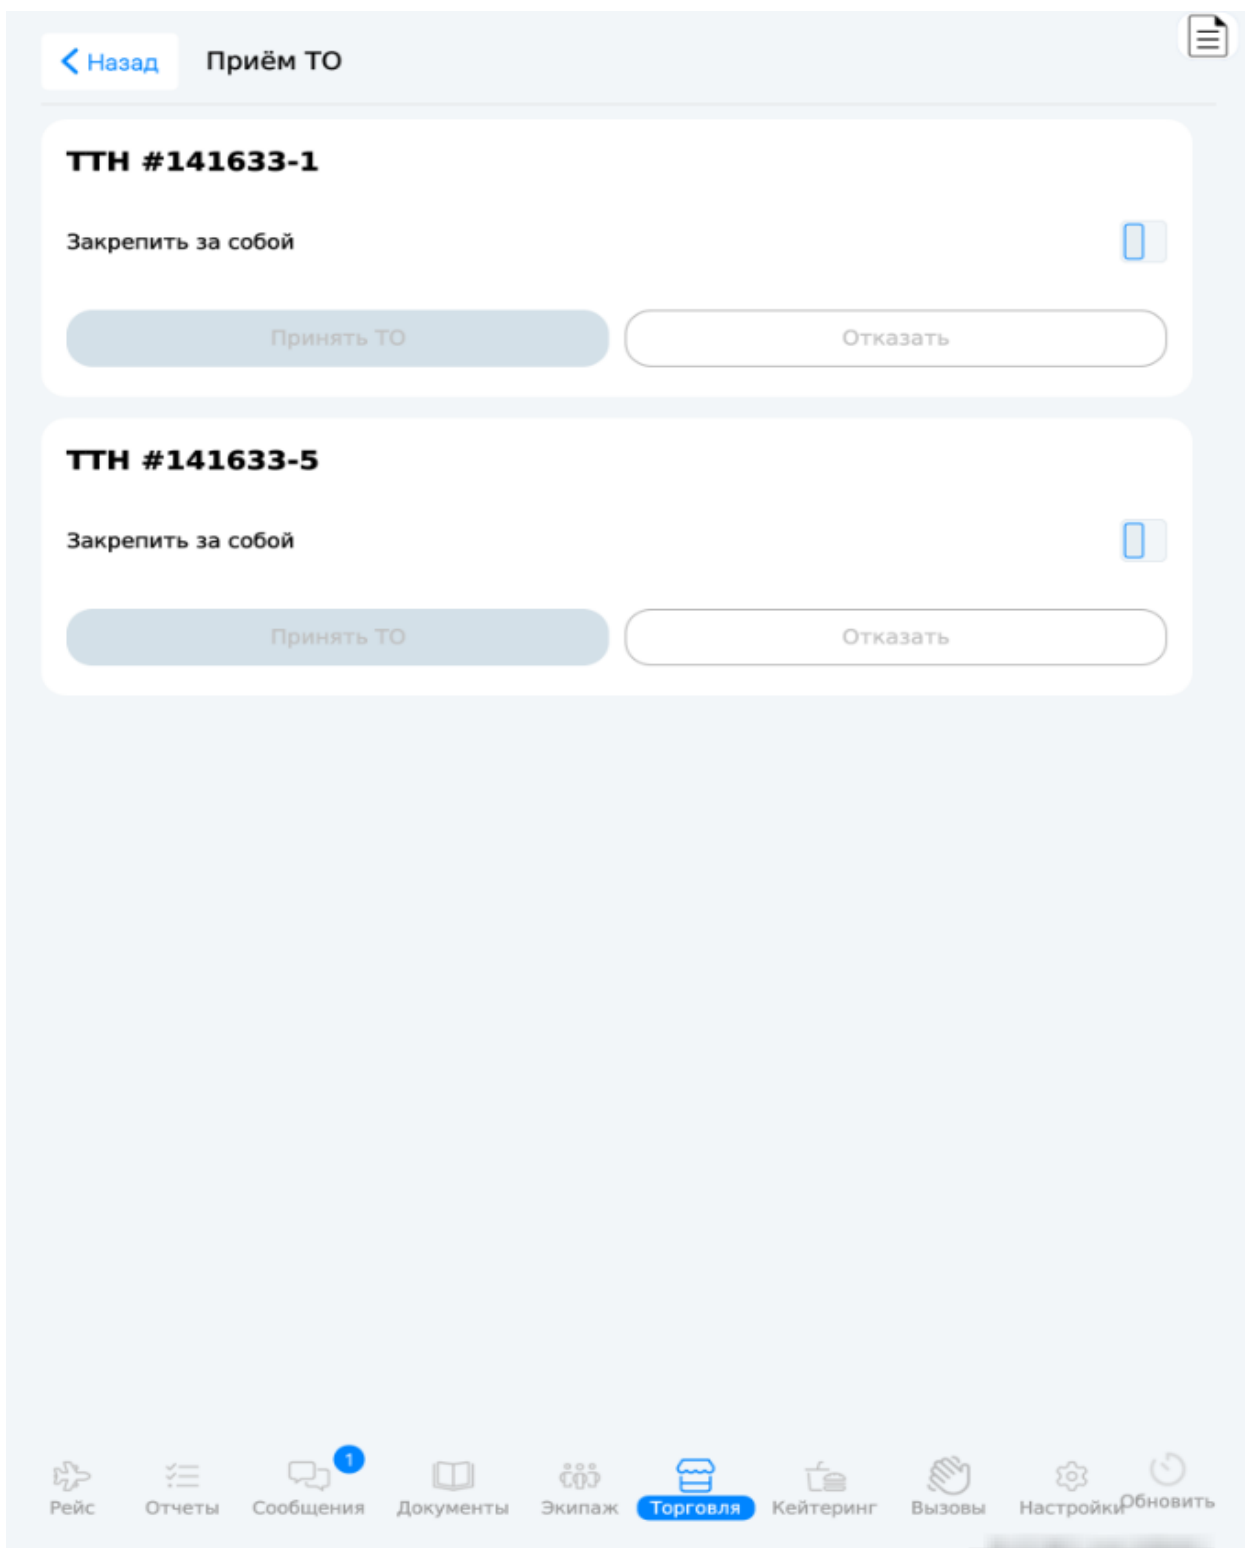 Назад Приём ТО
ТТН #141633-1
Закрепить за собой
Принять ТО Отказать
ТТН #141633-5
Закрепить за собой
Принять ТО Отказать
1
Рейс Отчеты Сообщения Документы Экипаж Торговля Кейтеринг Вызовы Настройки Обновить